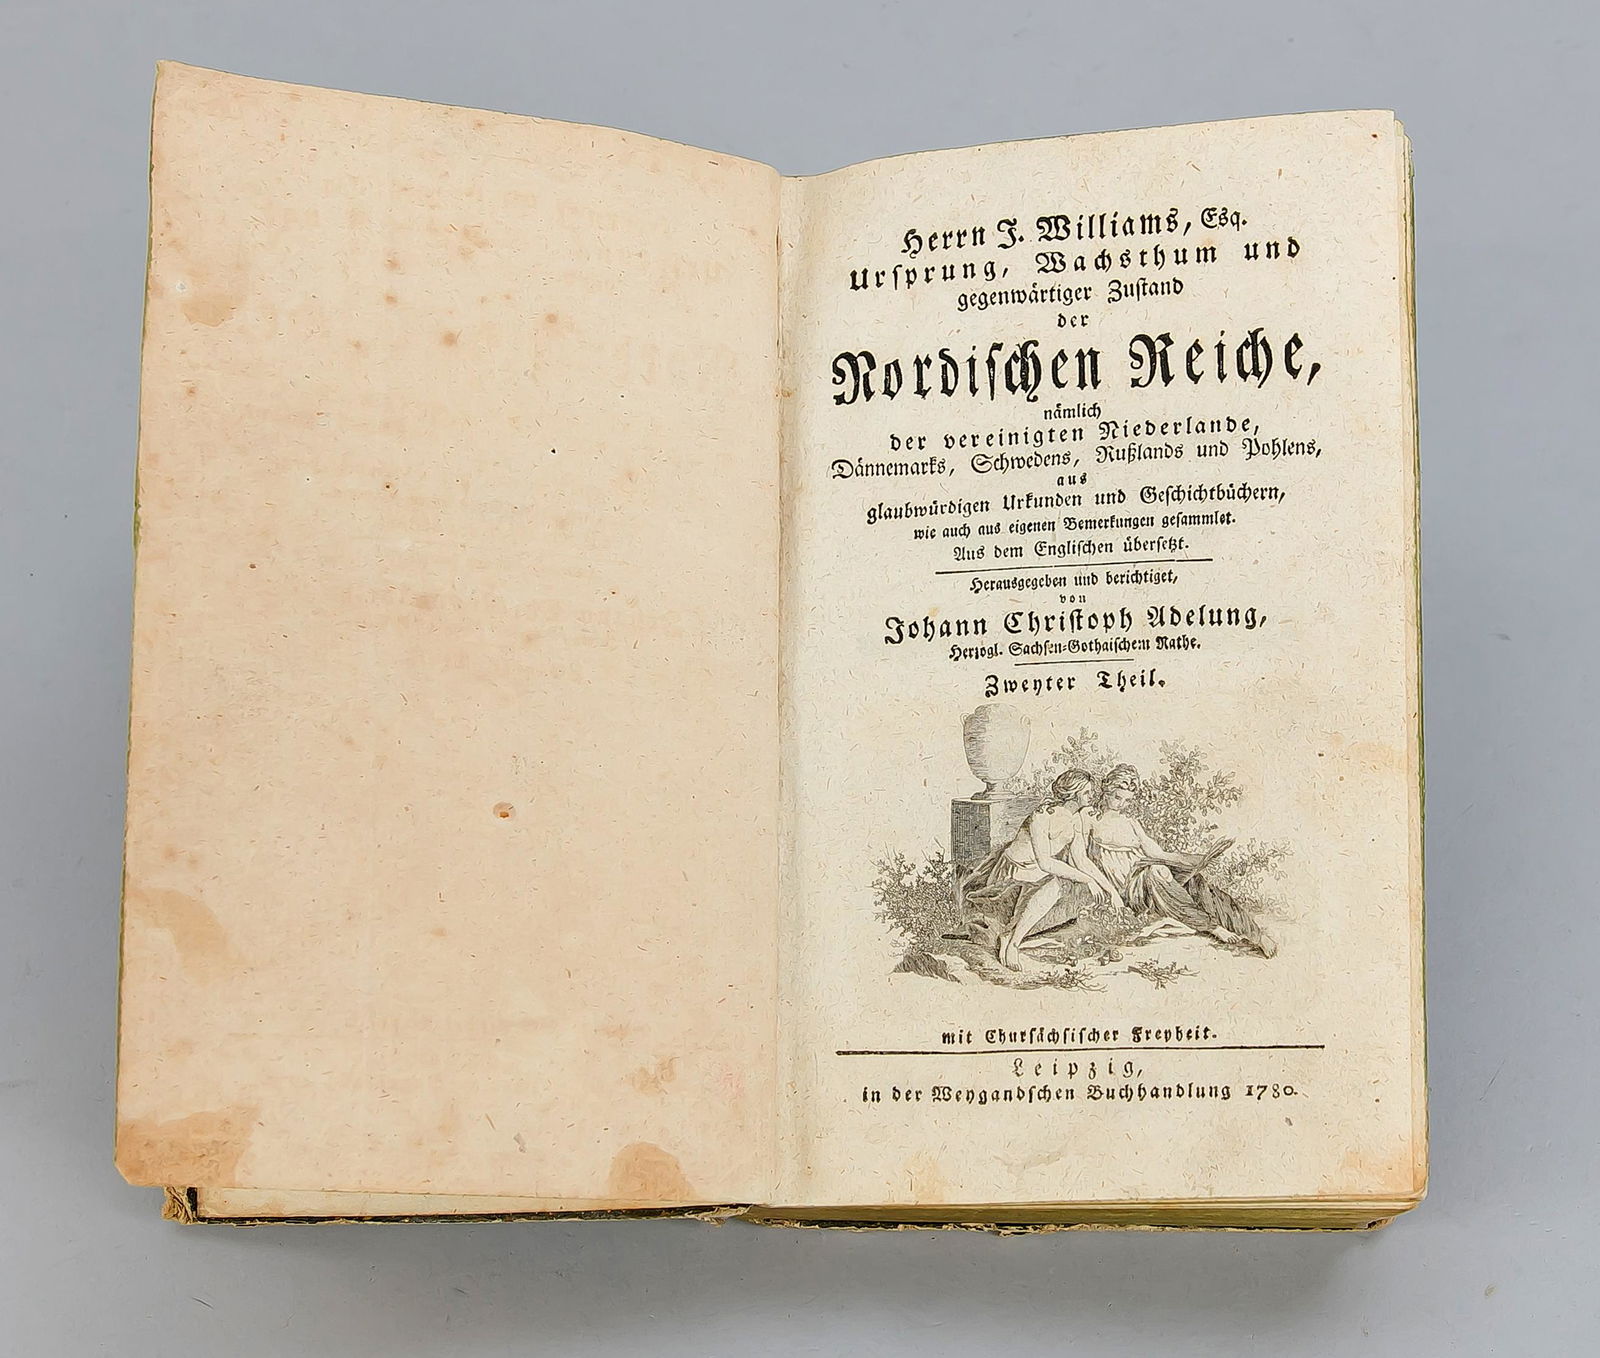 Herrn J. Williams, Esq.
Urſprung, Wachsthum und
gegenwärtiger Zuſtand
der
Nordiſchen Reiche,
nämlich
der vereinigten Niederlande,
Dännemarks, Schwedens, Rußlands und Pohlens,
aus
glaubwürdigen Urkunden und Geſchichtbüchern,
wie auch aus eigenen Bemerkungen geſammlet.
Aus dem Engliſchen überſetzt.
Herausgegeben und berichtiget,
von
Johann Chriſtoph Adelung,
Herzogl. Sachſen-Gothaiſchem Rathe.
Zweyter Theil.
mit Churſächſiſcher Freyheit.
Leipzig,
in der Weygandſchen Buchhandlung 1780.